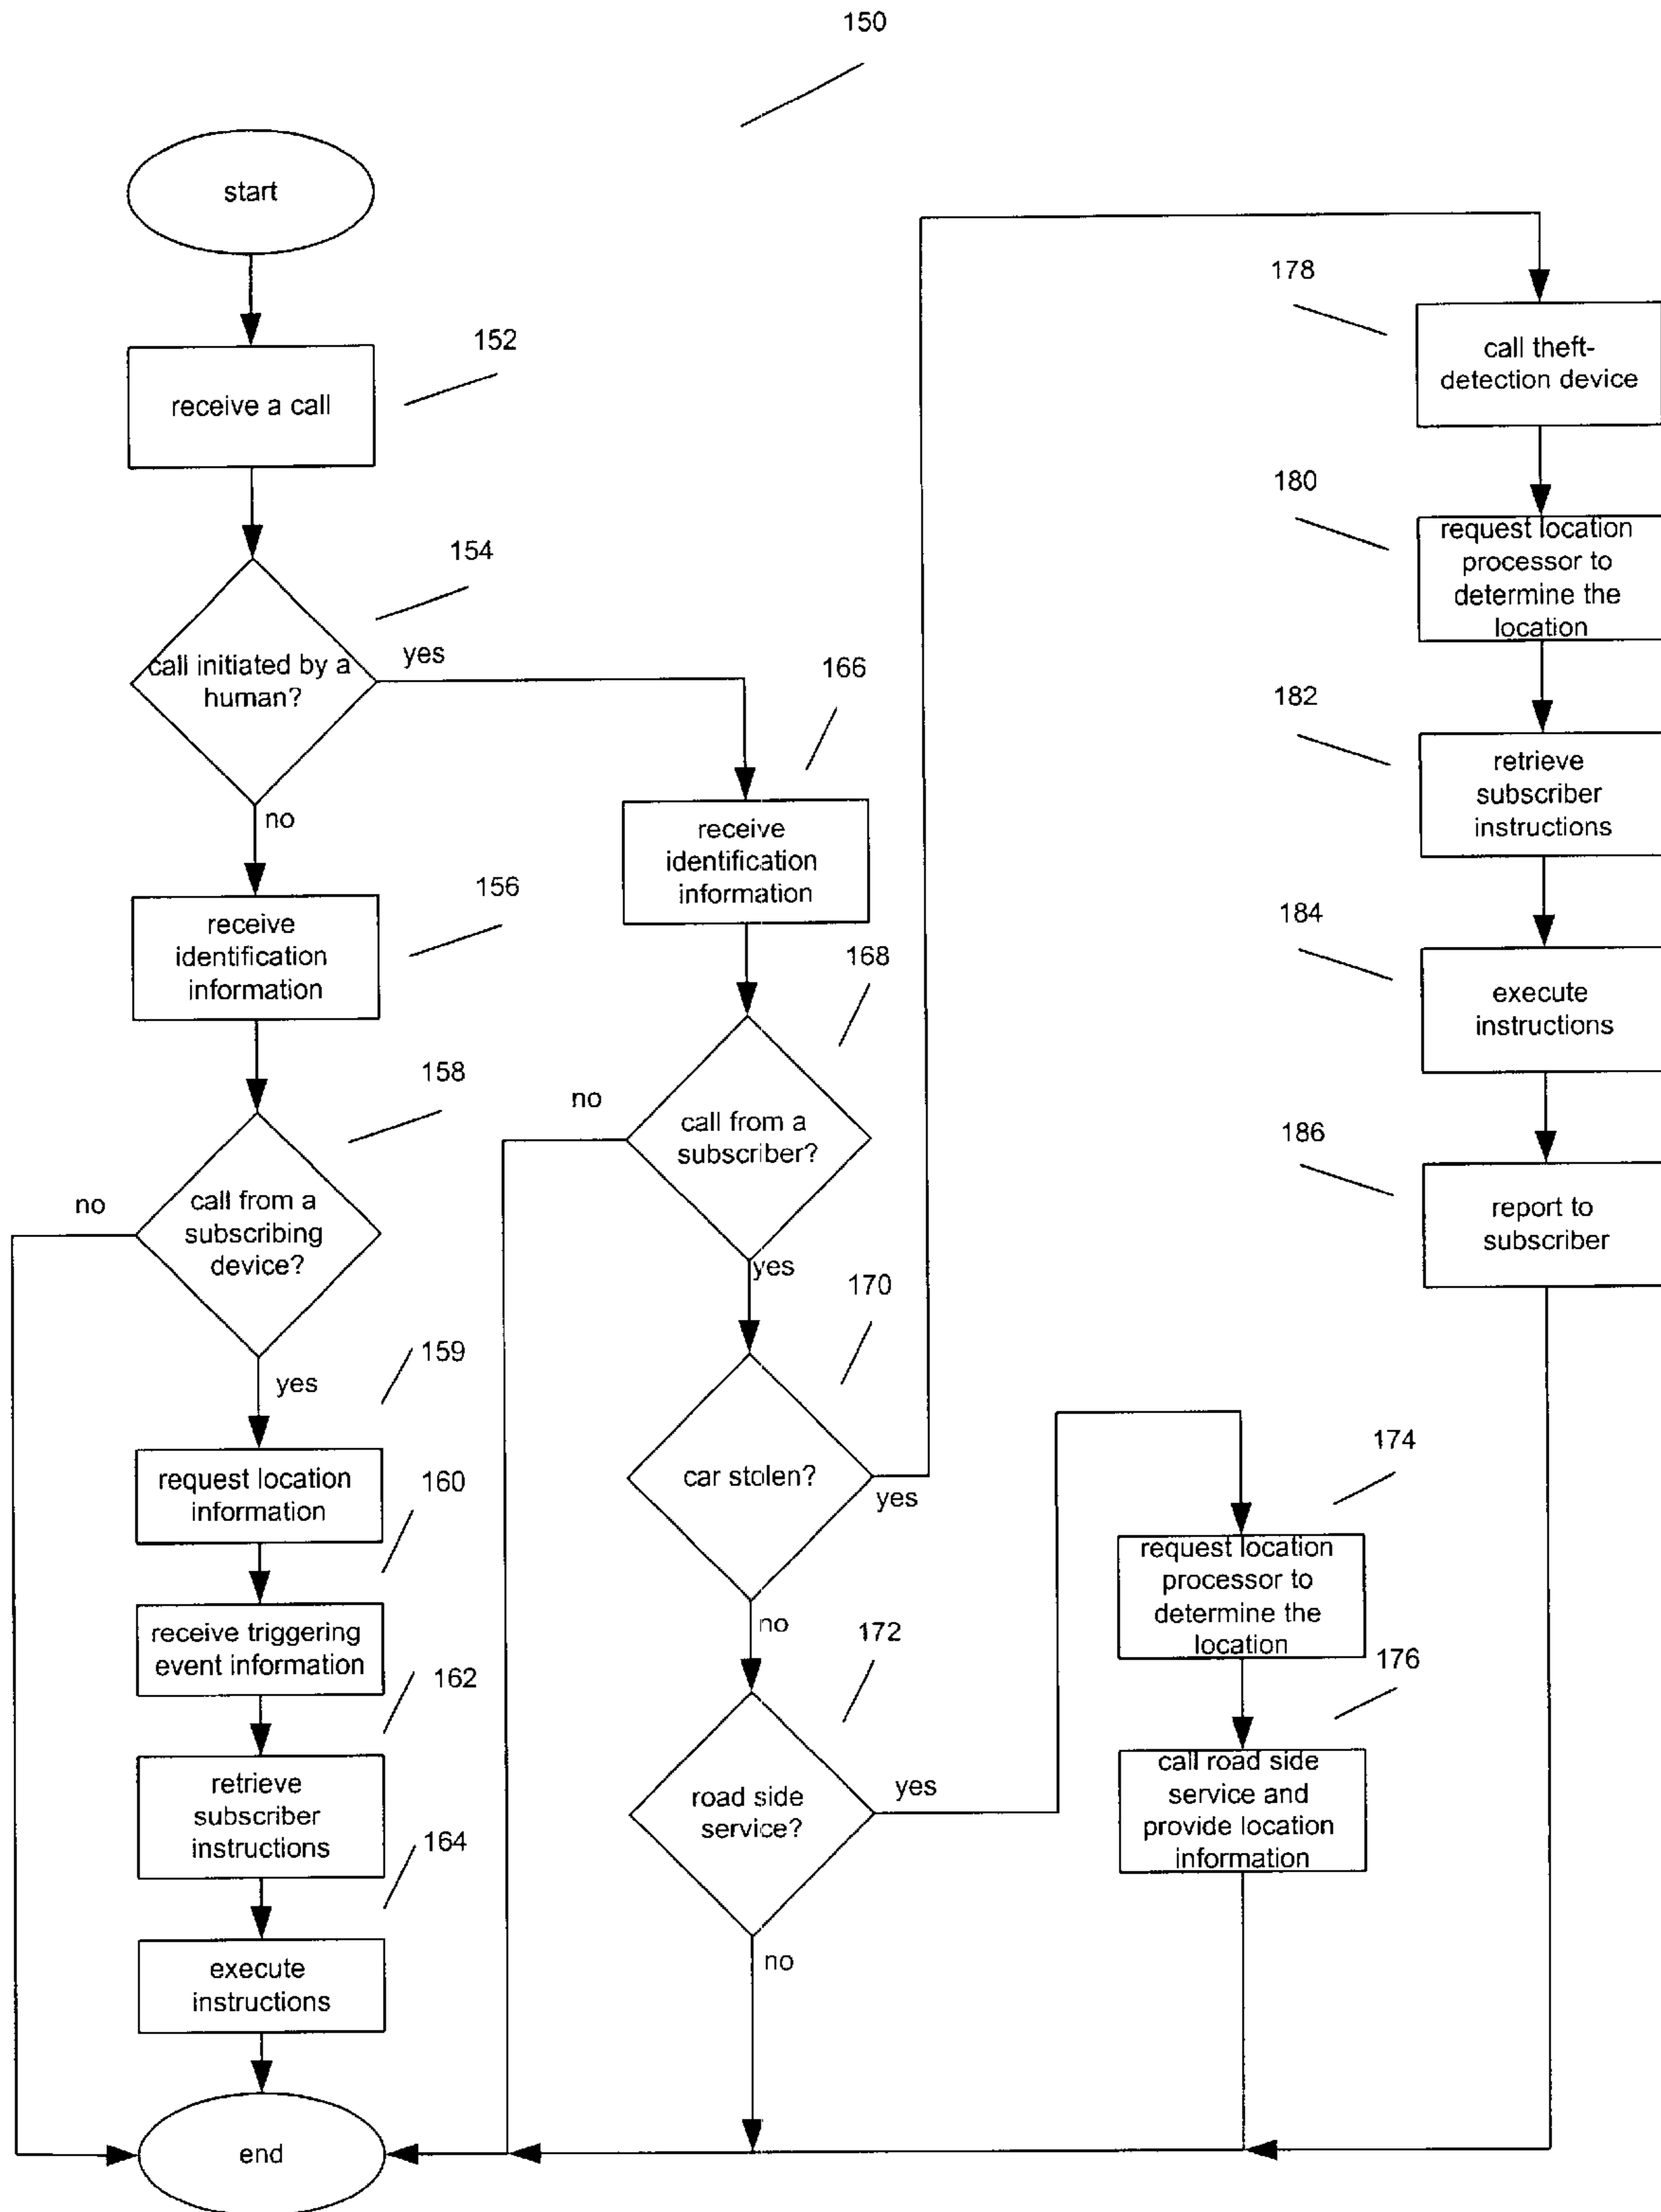 150
start
152
receive a call
154
call initiated by a
human?
yes
no
156
receive
identification
information
158
call from a
subscribing
device?
no
yes
159
request location
information
160
receive triggering
event information
162
retrieve
subscriber
instructions
164
execute
instructions
end
166
receive
identification
information
168
no
call from a
subscriber?
yes
170
car stolen?
yes
no
172
road side
service?
yes
no
174
request location
processor to
determine the
location
176
call road side
service and
provide location
information
178
call theft-
detection device
180
request location
processor to
determine the
location
182
retrieve
subscriber
instructions
184
execute
instructions
186
report to
subscriber